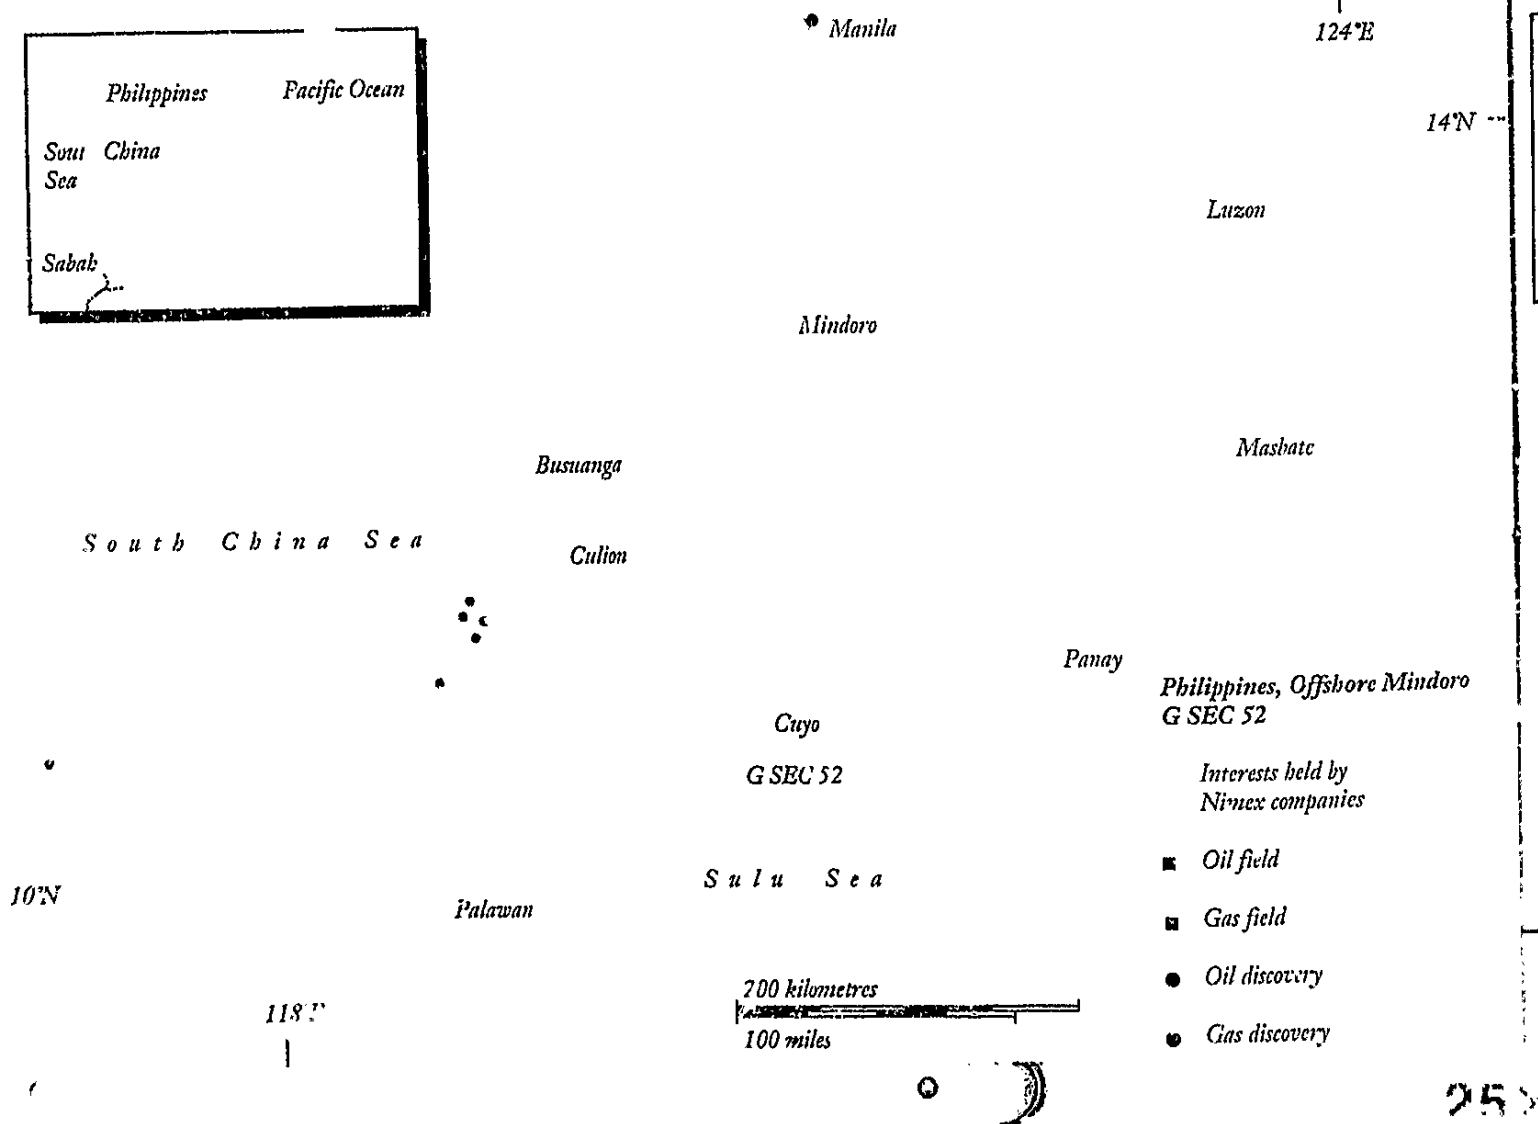 Manila
124°E
Philippines
Pacific Ocean
14°N
China
Sea
Luzon
Sabah
Mindoro
Masbate
Busuanga
South China Sea
Culion
Panay
Philippines, Offshore Mindoro
G SEC 52
Cuyo
G SEC 52
Interests held by
companies
Oil field
Sulu Sea
10°N
Palawan
Gas field
Oil discovery
200 kilometres
118°
100 miles
Gas discovery
25